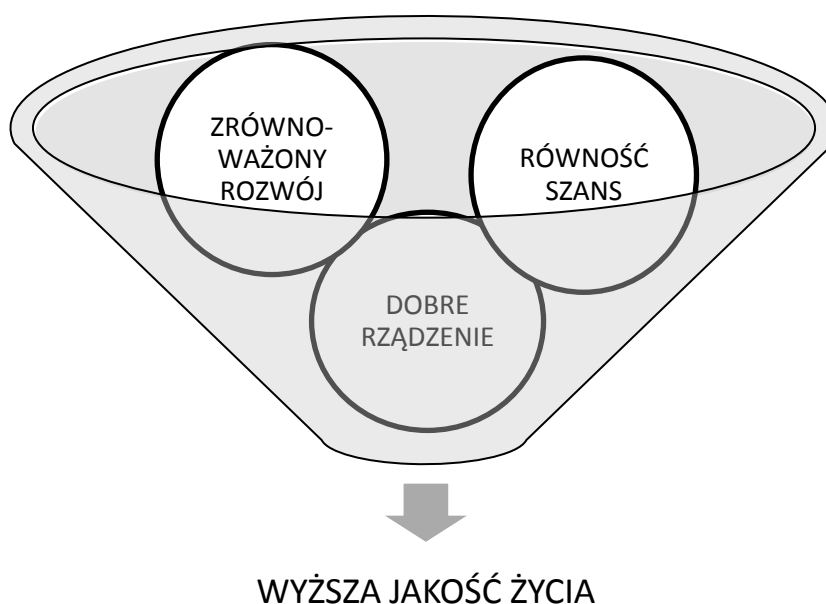 ZRÓWNO-
WAŻONY
ROZWÓJ
RÓWNOŚĆ
SZANS
DOBRE
RZĄDZENIE
WYŻSZA JAKOŚĆ ŻYCIA